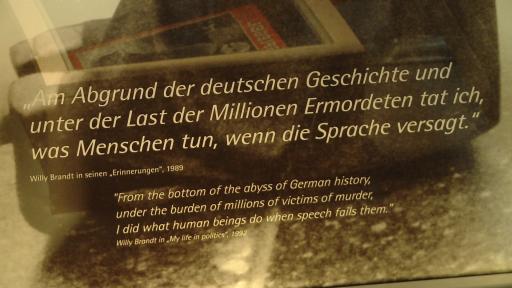 „Am Abgrund der deutschen Geschichte und
unter der Last der Millionen Ermordeten tat ich,
was Menschen tun, wenn die Sprache versagt.“
Willy Brandt in seinen „Erinnerungen“, 1989
"From the bottom of the abyss of German history,
under the burden of millions of victims of murder,
I did what human beings do when speech fails them."
Willy Brandt in „My life in politics“, 1992